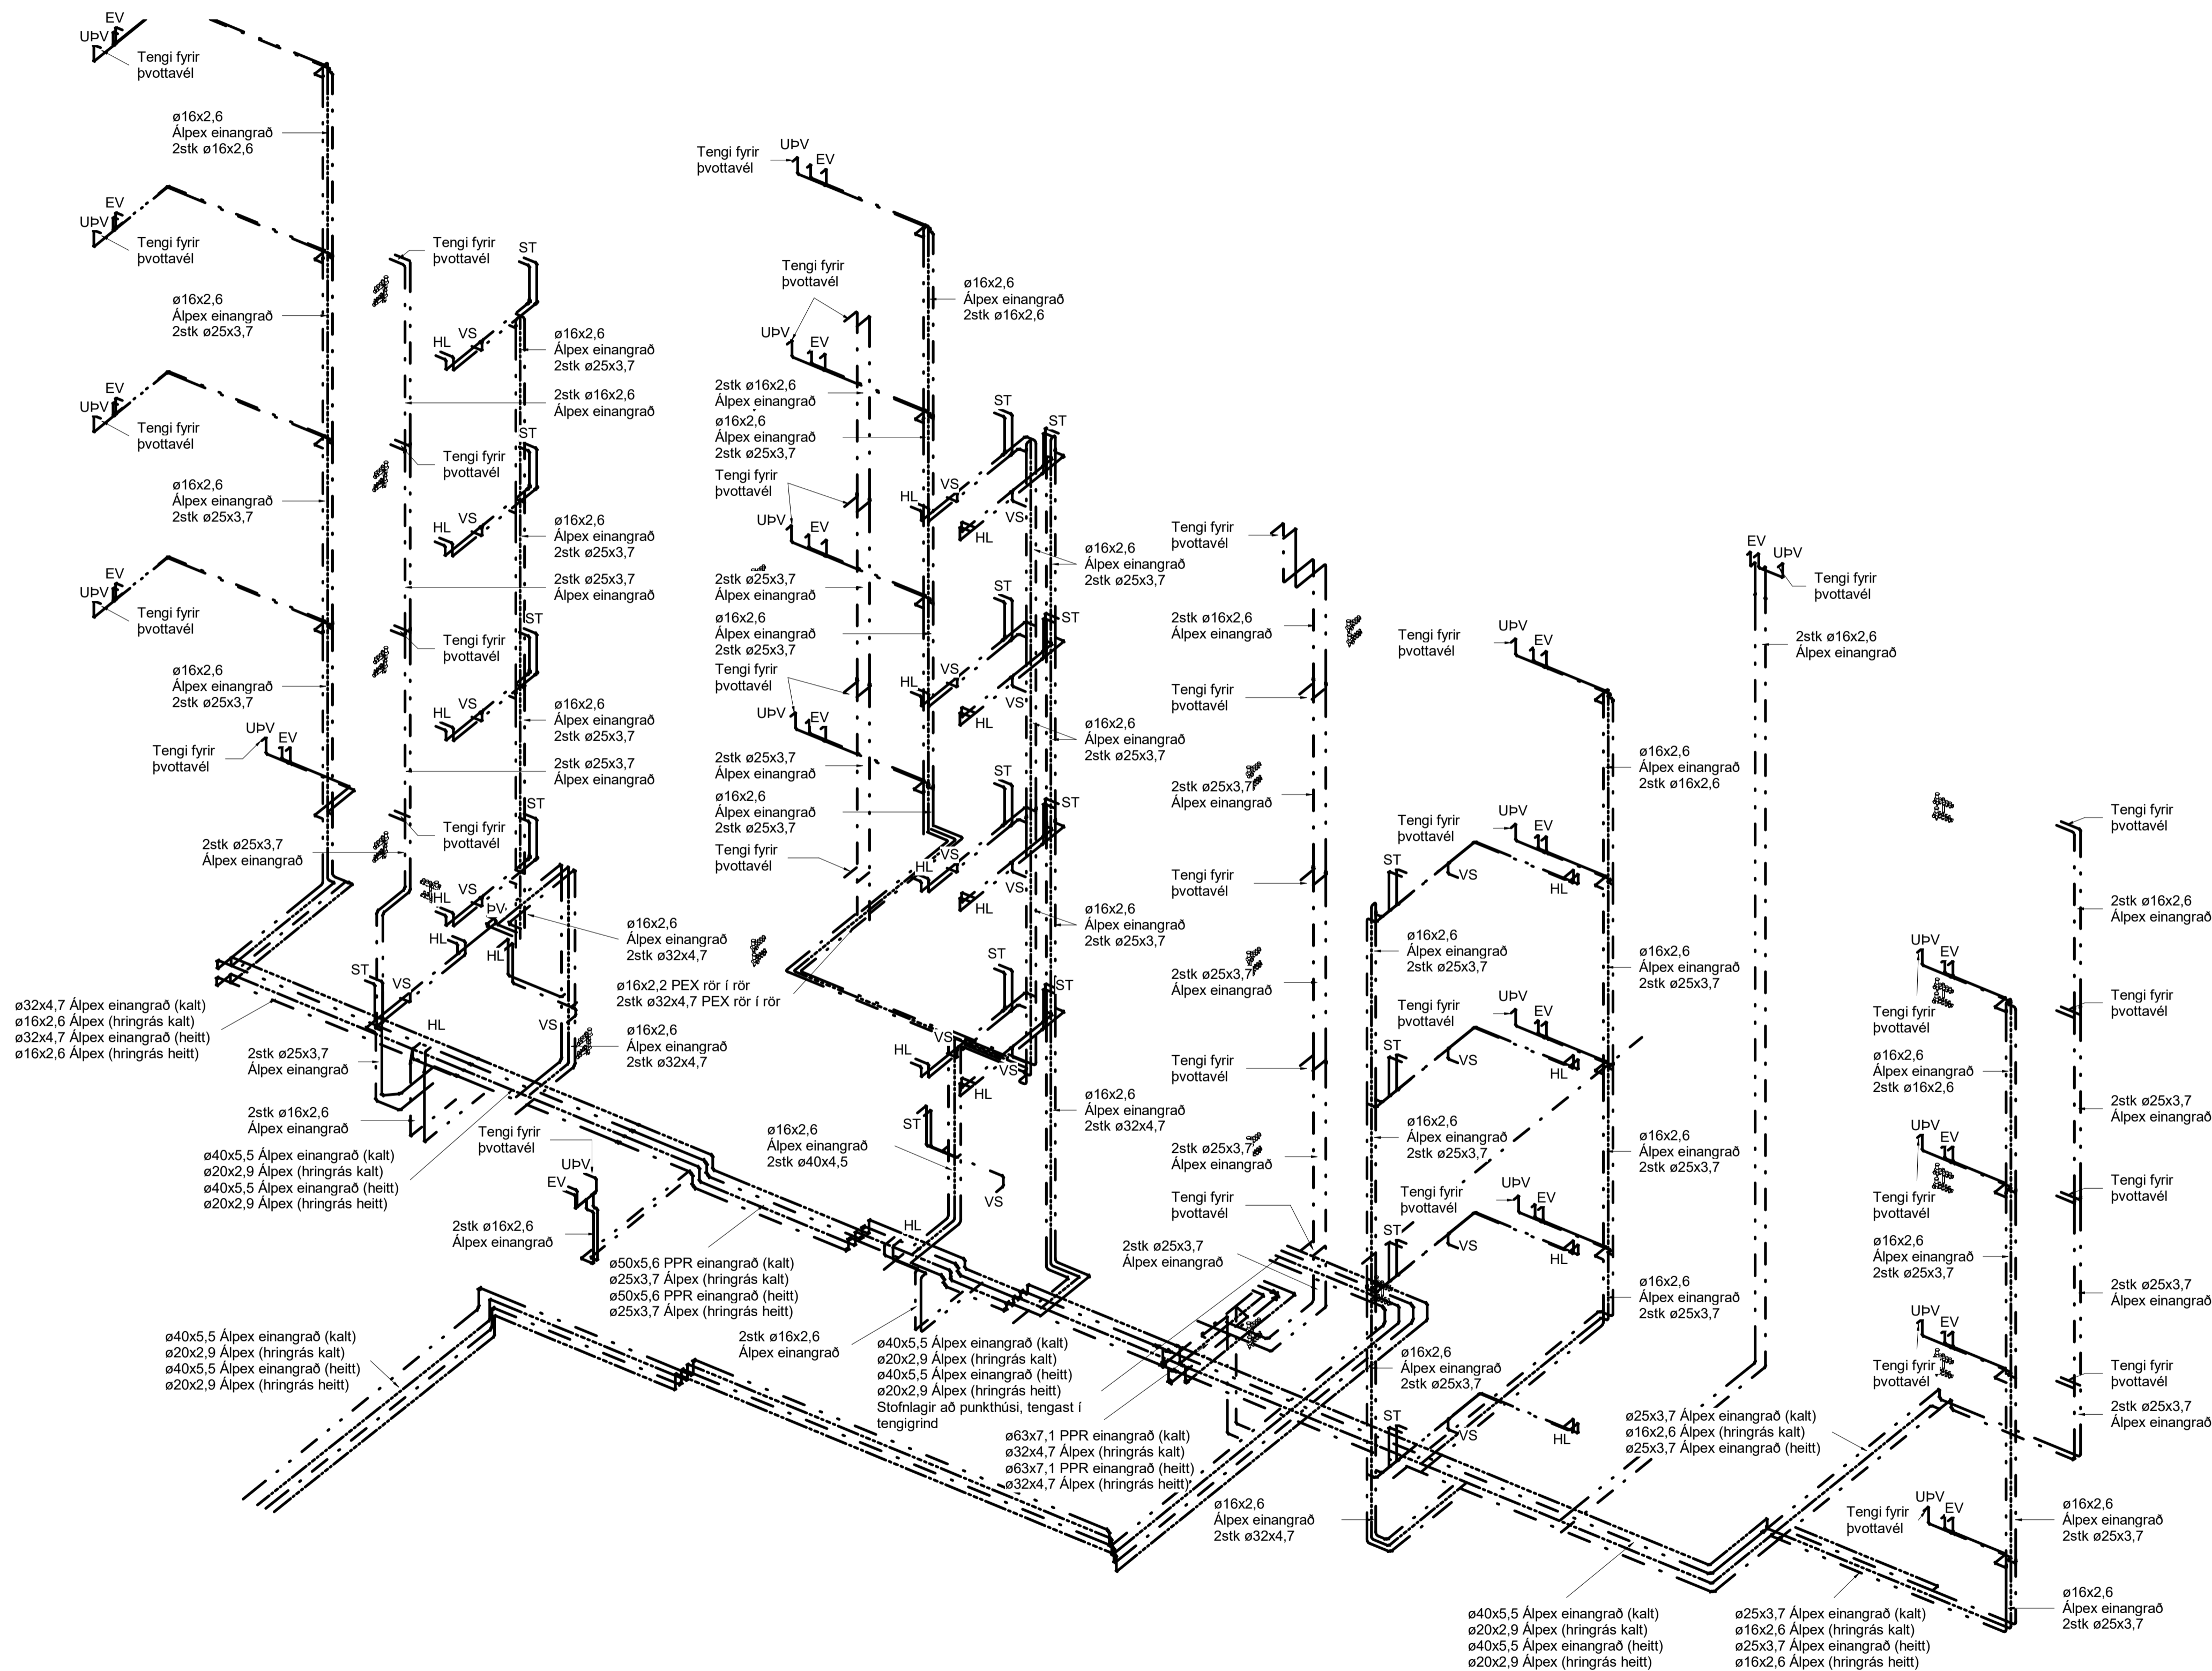 EV
UÞV
Tengi fyrir
þvottavél
ø16x2,6
Álpex einangrað
2stk ø16x2,6
EV
UÞV
Tengi fyrir
þvottavél
ø16x2,6
Álpex einangrað
2stk ø25x3,7
EV
UÞV
Tengi fyrir
þvottavél
ø16x2,6
Álpex einangrað
2stk ø25x3,7
EV
UÞV
Tengi fyrir
þvottavél
ø16x2,6
Álpex einangrað
2stk ø25x3,7
UÞV
EV
Tengi fyrir
þvottavél
2stk ø25x3,7
Álpex einangrað
ø32x4,7 Álpex einangrað (kalt)
ø16x2,6 Álpex (hringrás kalt)
ø32x4,7 Álpex einangrað (heitt)
ø16x2,6 Álpex (hringrás heitt)
Tengi fyrir
þvottavél
ST
VS
HL
ø16x2,6
Álpex einangrað
2stk ø25x3,7
2stk ø16x2,6
Álpex einangrað
ST
Tengi fyrir
þvottavél
VS
HL
ø16x2,6
Álpex einangrað
2stk ø25x3,7
2stk ø25x3,7
Álpex einangrað
ST
Tengi fyrir
þvottavél
VS
HL
ø16x2,6
Álpex einangrað
2stk ø25x3,7
2stk ø25x3,7
Álpex einangrað
ST
Tengi fyrir
þvottavél
VS
HL
ÞV
HL
HL
ST
VS
HL
VS
ø16x2,6
Álpex einangrað
2stk ø32x4,7
ø16x2,2 PEX rör í rör
2stk ø32x4,7 PEX rör í rör
ø16x2,6
Álpex einangrað
2stk ø32x4,7
2stk ø25x3,7
Álpex einangrað
2stk ø16x2,6
Álpex einangrað
ø40x5,5 Álpex einangrað (kalt)
ø20x2,9 Álpex (hringrás kalt)
ø40x5,5 Álpex einangrað (heitt)
ø20x2,9 Álpex (hringrás heitt)
Tengi fyrir
þvottavél
UÞV
EV
2stk ø16x2,6
Álpex einangrað
ø50x5,6 PPR einangrað (kalt)
ø25x3,7 Álpex (hringrás kalt)
ø50x5,6 PPR einangrað (heitt)
ø25x3,7 Álpex (hringrás heitt)
ø40x5,5 Álpex einangrað (kalt)
ø20x2,9 Álpex (hringrás kalt)
ø40x5,5 Álpex einangrað (heitt)
ø20x2,9 Álpex (hringrás heitt)
Tengi fyrir
þvottavél
UÞV
EV
ø16x2,6
Álpex einangrað
2stk ø16x2,6
Tengi fyrir
þvottavél
UÞV
EV
2stk ø16x2,6
Álpex einangrað
ø16x2,6
Álpex einangrað
2stk ø25x3,7
Tengi fyrir
þvottavél
UÞV
EV
2stk ø25x3,7
Álpex einangrað
ø16x2,6
Álpex einangrað
2stk ø25x3,7
Tengi fyrir
þvottavél
UÞV
EV
2stk ø25x3,7
Álpex einangrað
ø16x2,6
Álpex einangrað
2stk ø25x3,7
Tengi fyrir
þvottavél
ST
ST
VS
HL
VS
HL
ø16x2,6
Álpex einangrað
2stk ø25x3,7
ST
ST
VS
HL
VS
HL
ø16x2,6
Álpex einangrað
2stk ø25x3,7
ST
ST
VS
HL
VS
HL
ø16x2,6
Álpex einangrað
2stk ø25x3,7
ST
ST
VS
HL
VS
HL
ø16x2,6
Álpex einangrað
2stk ø32x4,7
ø16x2,6
Álpex einangrað
2stk ø40x4,5
ST
VS
HL
2stk ø16x2,6
Álpex einangrað
ø40x5,5 Álpex einangrað (kalt)
ø20x2,9 Álpex (hringrás kalt)
ø40x5,5 Álpex einangrað (heitt)
ø20x2,9 Álpex (hringrás heitt)
Stofnlagir að punkthúsi, tengast í
tengigrind
ø63x7,1 PPR einangrað (kalt)
ø32x4,7 Álpex (hringrás kalt)
ø63x7,1 PPR einangrað (heitt)
ø32x4,7 Álpex (hringrás heitt)
Tengi fyrir
þvottavél
2stk ø16x2,6
Álpex einangrað
Tengi fyrir
þvottavél
2stk ø25x3,7
Álpex einangrað
Tengi fyrir
þvottavél
2stk ø25x3,7
Álpex einangrað
Tengi fyrir
þvottavél
2stk ø25x3,7
Álpex einangrað
Tengi fyrir
þvottavél
2stk ø25x3,7
Álpex einangrað
Tengi fyrir
þvottavél
UÞV
EV
ø16x2,6
Álpex einangrað
2stk ø16x2,6
Tengi fyrir
þvottavél
UÞV
EV
ST
VS
HL
ø16x2,6
Álpex einangrað
2stk ø25x3,7
ø16x2,6
Álpex einangrað
2stk ø25x3,7
Tengi fyrir
þvottavél
UÞV
EV
ST
VS
HL
ø16x2,6
Álpex einangrað
2stk ø25x3,7
ø16x2,6
Álpex einangrað
2stk ø25x3,7
Tengi fyrir
þvottavél
UÞV
EV
ST
VS
HL
ø16x2,6
Álpex einangrað
2stk ø25x3,7
ø16x2,6
Álpex einangrað
2stk ø25x3,7
ST
VS
HL
ø16x2,6
Álpex einangrað
2stk ø32x4,7
EV
UÞV
Tengi fyrir
þvottavél
2stk ø16x2,6
Álpex einangrað
ø25x3,7 Álpex einangrað (kalt)
ø16x2,6 Álpex (hringrás kalt)
ø25x3,7 Álpex einangrað (heitt)
ø40x5,5 Álpex einangrað (kalt)
ø20x2,9 Álpex (hringrás kalt)
ø40x5,5 Álpex einangrað (heitt)
ø20x2,9 Álpex (hringrás heitt)
ø25x3,7 Álpex einangrað (kalt)
ø16x2,6 Álpex (hringrás kalt)
ø25x3,7 Álpex einangrað (heitt)
ø16x2,6 Álpex (hringrás heitt)
UÞV
EV
Tengi fyrir
þvottavél
ø16x2,6
Álpex einangrað
2stk ø16x2,6
UÞV
EV
Tengi fyrir
þvottavél
ø16x2,6
Álpex einangrað
2stk ø25x3,7
UÞV
EV
Tengi fyrir
þvottavél
UÞV
EV
Tengi fyrir
þvottavél
ø16x2,6
Álpex einangrað
2stk ø25x3,7
ø16x2,6
Álpex einangrað
2stk ø25x3,7
Tengi fyrir
þvottavél
2stk ø16x2,6
Álpex einangrað
Tengi fyrir
þvottavél
2stk ø25x3,7
Álpex einangrað
Tengi fyrir
þvottavél
2stk ø25x3,7
Álpex einangrað
Tengi fyrir
þvottavél
2stk ø25x3,7
Álpex einangrað